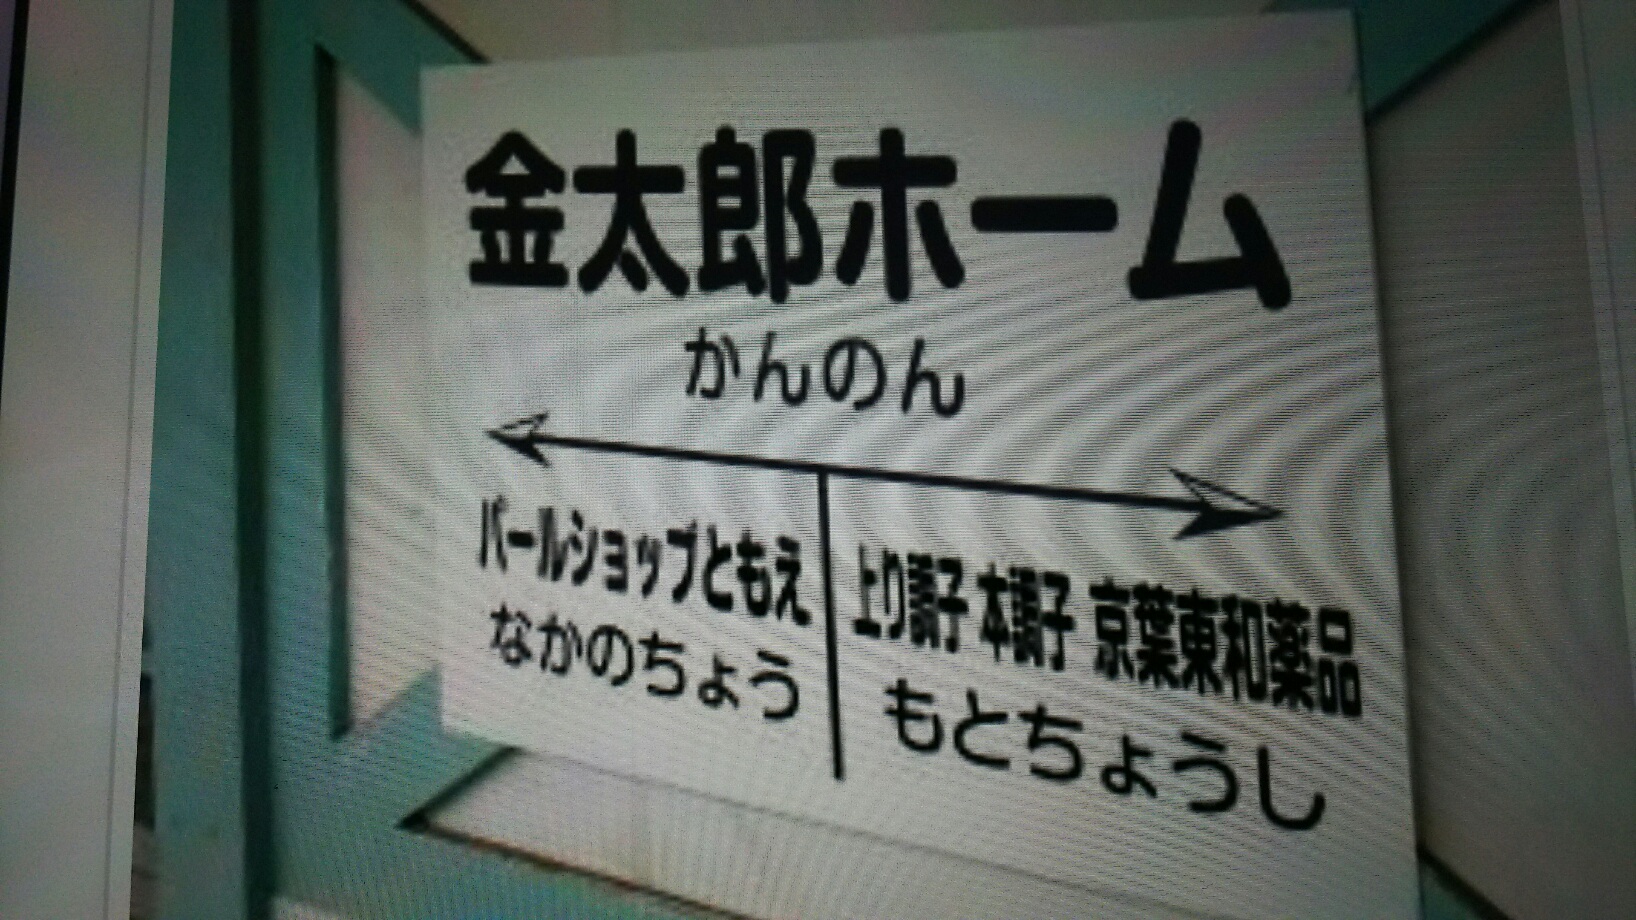 金太郎ホーム
かんのん
パールショップともえ
なかのちょう
上り調子 本調子 京葉東和薬品
もとちょうし